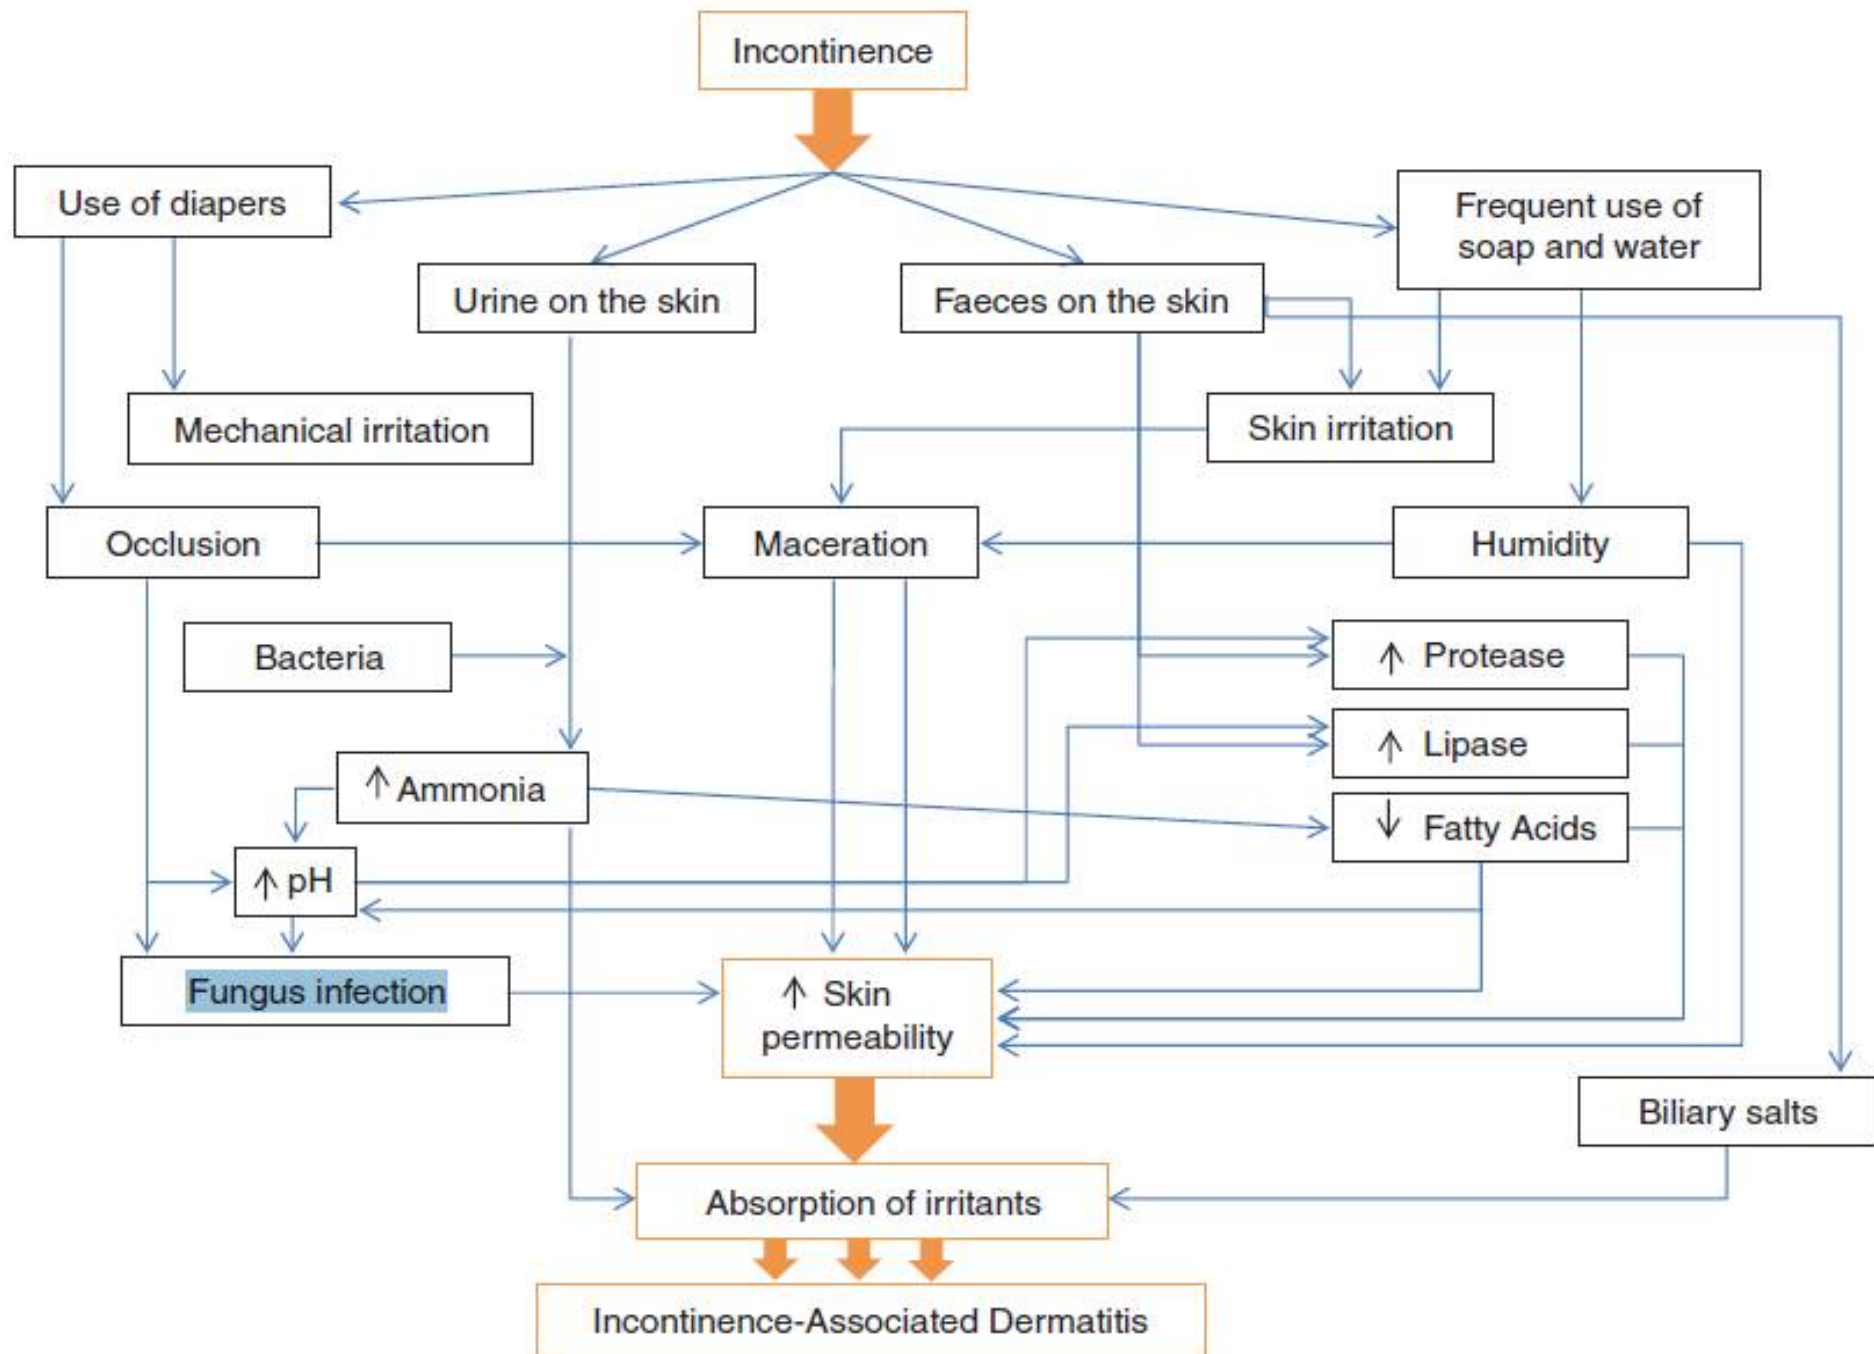 Incontinence
Use of diapers
Frequent use of
soap and water
Urine on the skin
Faeces on the skin
Mechanical irritation
Skin irritation
Occlusion
Maceration
Humidity
Bacteria
↑ Protease
↑ Lipase
↑ Ammonia
↓ Fatty Acids
↑ pH
Fungus infection
↑ Skin
permeability
Biliary salts
Absorption of irritants
Incontinence-Associated Dermatitis